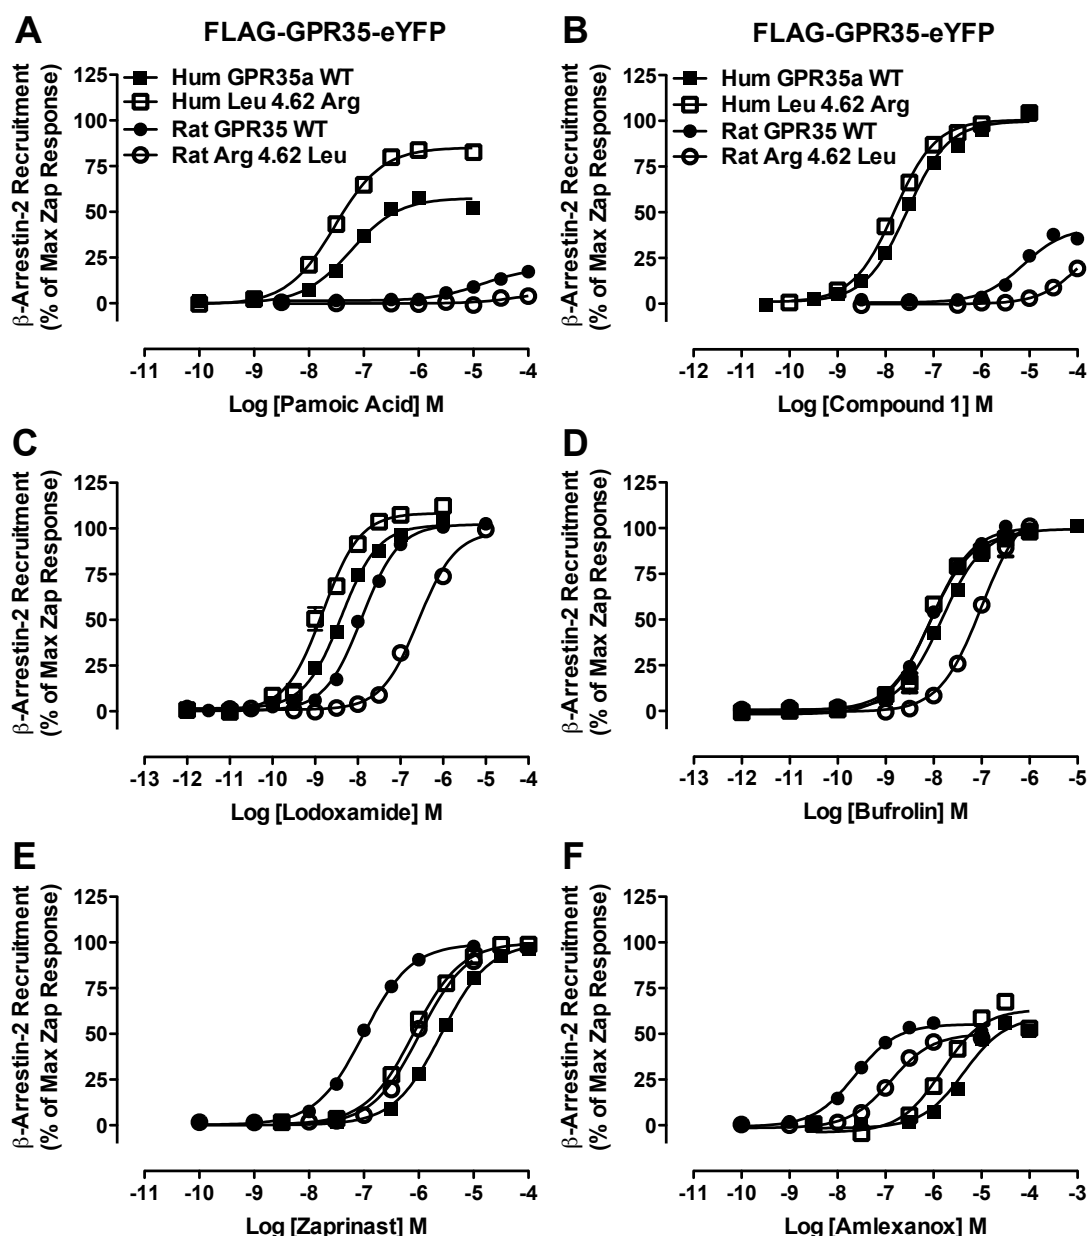 A
FLAG-GPR35-eYFP
β-Arrestin-2 Recruitment
(% of Max Zap Response)
125
100
75
50
25
0
Hum GPR35a WT
Hum Leu 4.62 Arg
Rat GPR35 WT
Rat Arg 4.62 Leu
-11 -10 -9 -8 -7 -6 -5 -4
Log [Pamoic Acid] M
B
FLAG-GPR35-eYFP
β-Arrestin-2 Recruitment
(% of Max Zap Response)
125
100
75
50
25
0
Hum GPR35a WT
Hum Leu 4.62 Arg
Rat GPR35 WT
Rat Arg 4.62 Leu
-12 -11 -10 -9 -8 -7 -6 -5 -4
Log [Compound 1] M
C
β-Arrestin-2 Recruitment
(% of Max Zap Response)
125
100
75
50
25
0
-13 -12 -11 -10 -9 -8 -7 -6 -5 -4
Log [Lodoxamide] M
D
β-Arrestin-2 Recruitment
(% of Max Zap Response)
125
100
75
50
25
0
-13 -12 -11 -10 -9 -8 -7 -6 -5
Log [Bufrolin] M
E
β-Arrestin-2 Recruitment
(% of Max Zap Response)
125
100
75
50
25
0
-11 -10 -9 -8 -7 -6 -5 -4
Log [Zaprinast] M
F
β-Arrestin-2 Recruitment
(% of Max Zap Response)
125
100
75
50
25
0
-11 -10 -9 -8 -7 -6 -5 -4 -3
Log [Amlexanox] M